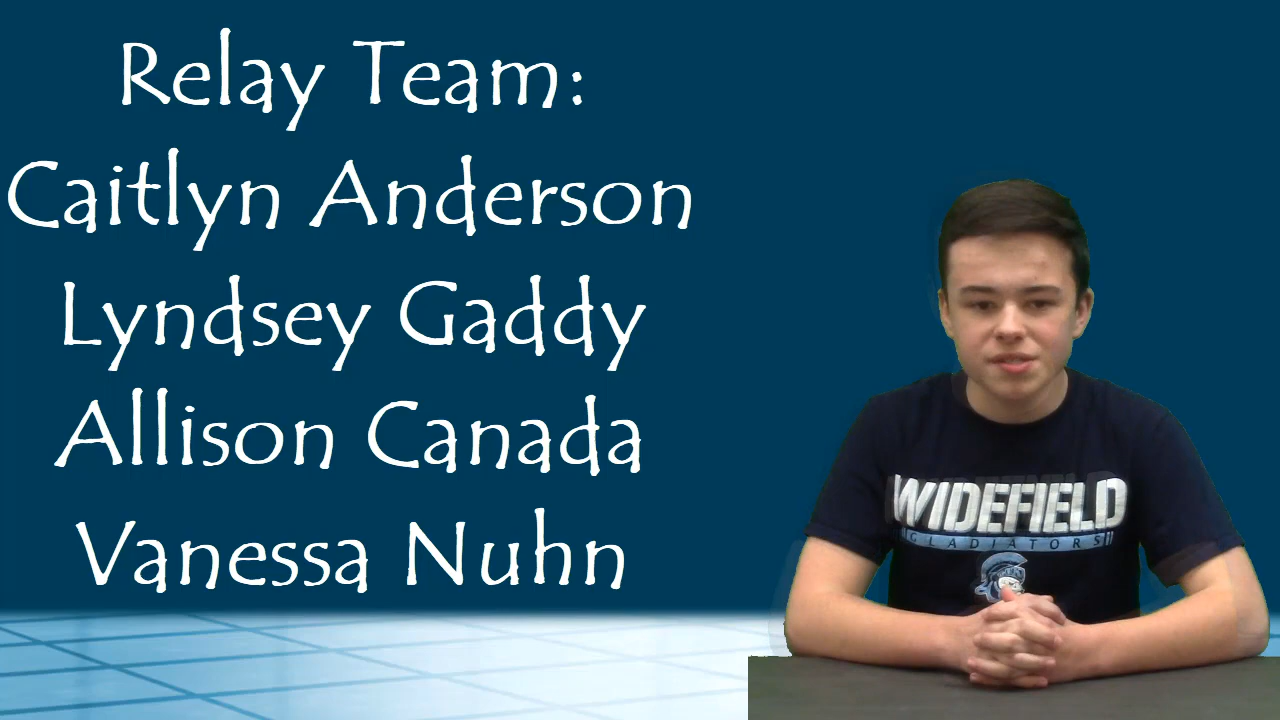 Relay Team:
Caitlyn Anderson
Lyndsey Gaddy
Allison Canada
Vanessa Nuhn
WIDEFIELD
GLADIATORS